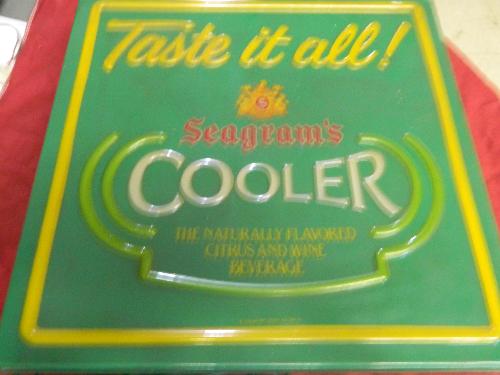 Taste it all!
Seagram's
COOLER
THE NATURALLY FLAVORED
CITRUS AND WINE
BEVERAGE